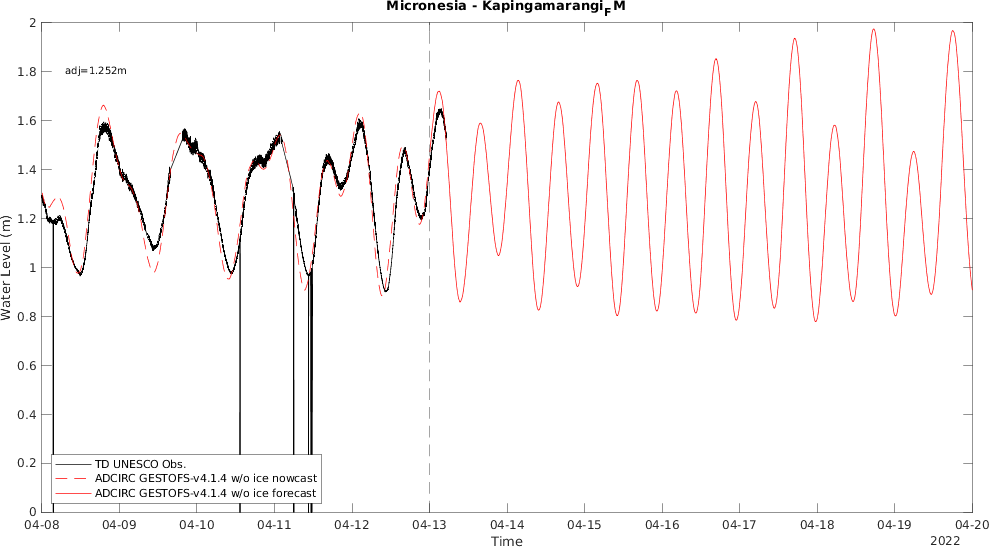 Micronesia - Kapingamarangi_FM
2
1.8
adj=1.252m
1.6
1.4
1.2
1
0.8
0.6
0.4
0.2
0
Water Level (m)
TD UNESCO Obs.
ADCIRC GESTOFS-v4.1.4 w/o ice nowcast
ADCIRC GESTOFS-v4.1.4 w/o ice forecast
04-08 04-09 04-10 04-11 04-12 04-13 04-14 04-15 04-16 04-17 04-18 04-19 04-20
Time
2022